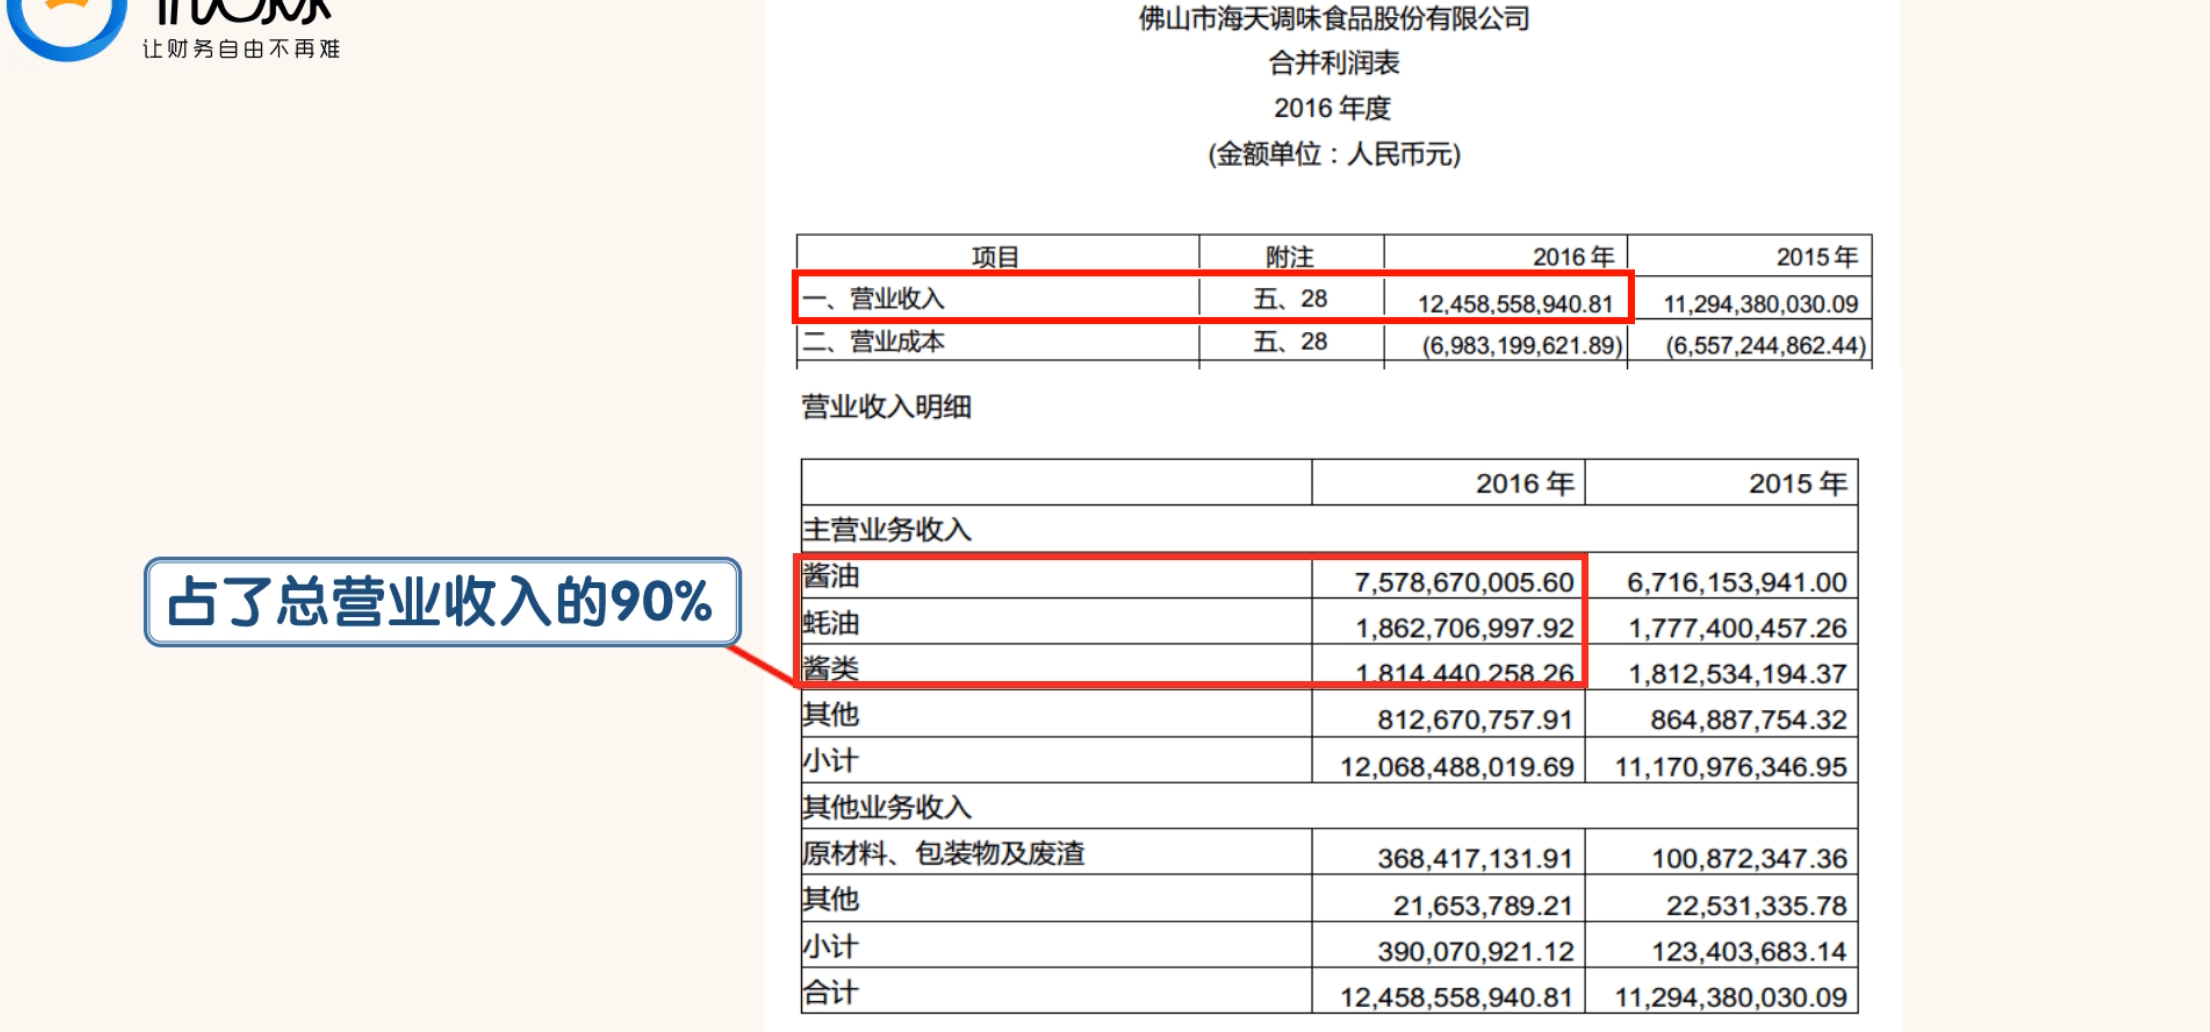 让财务自由不再难
佛山市海天调味食品股份有限公司
合并利润表
2016 年度
(金额单位：人民币元)
项目 附注 2016 年 2015 年
一、营业收入 五、28 12,458,558,940.81 11,294,380,030.09
二、营业成本 五、28 (6,983,199,621.89) (6,557,244,862.44)
营业收入明细
2016 年 2015 年
主营业务收入
占了总营业收入的90%
酱油 7,578,670,005.60 6,716,153,941.00
蚝油 1,862,706,997.92 1,777,400,457.26
酱类 1,814,440,258.26 1,812,534,194.37
其他 812,670,757.91 864,887,754.32
小计 12,068,488,019.69 11,170,976,346.95
其他业务收入
原材料、包装物及废渣 368,417,131.91 100,872,347.36
其他 21,653,789.21 22,531,335.78
小计 390,070,921.12 123,403,683.14
合计 12,458,558,940.81 11,294,380,030.09